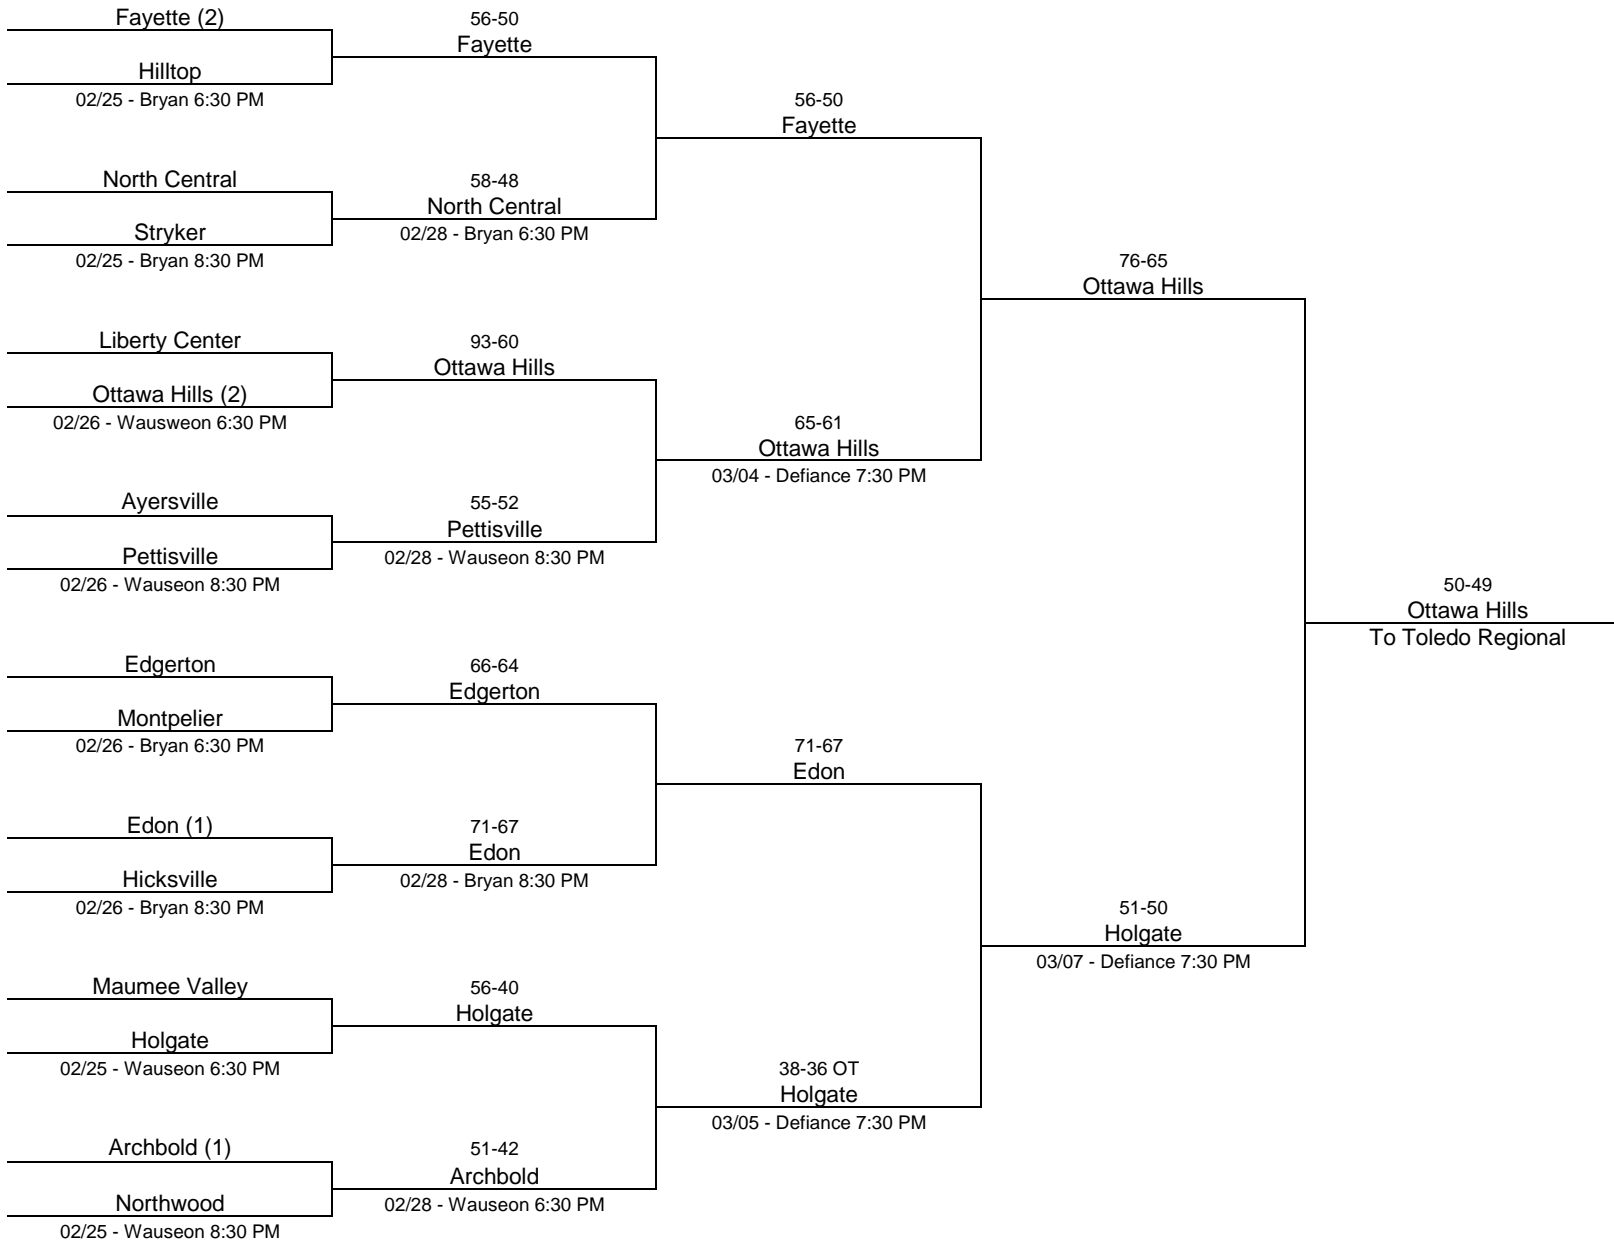 Fayette (2)
Hilltop
02/25 - Bryan 6:30 PM
North Central
Stryker
02/25 - Bryan 8:30 PM
Liberty Center
Ottawa Hills (2)
02/26 - Wausweon 6:30 PM
Ayersville
Pettisville
02/26 - Wauseon 8:30 PM
Edgerton
Montpelier
02/26 - Bryan 6:30 PM
Edon (1)
Hicksville
02/26 - Bryan 8:30 PM
Maumee Valley
Holgate
02/25 - Wauseon 6:30 PM
Archbold (1)
Northwood
02/25 - Wauseon 8:30 PM
56-50
Fayette
58-48
North Central
02/28 - Bryan 6:30 PM
93-60
Ottawa Hills
55-52
Pettisville
02/28 - Wauseon 8:30 PM
66-64
Edgerton
71-67
Edon
02/28 - Bryan 8:30 PM
56-40
Holgate
51-42
Archbold
02/28 - Wauseon 6:30 PM
56-50
Fayette
65-61
Ottawa Hills
03/04 - Defiance 7:30 PM
71-67
Edon
38-36 OT
Holgate
03/05 - Defiance 7:30 PM
76-65
Ottawa Hills
51-50
Holgate
03/07 - Defiance 7:30 PM
50-49
Ottawa Hills
To Toledo Regional